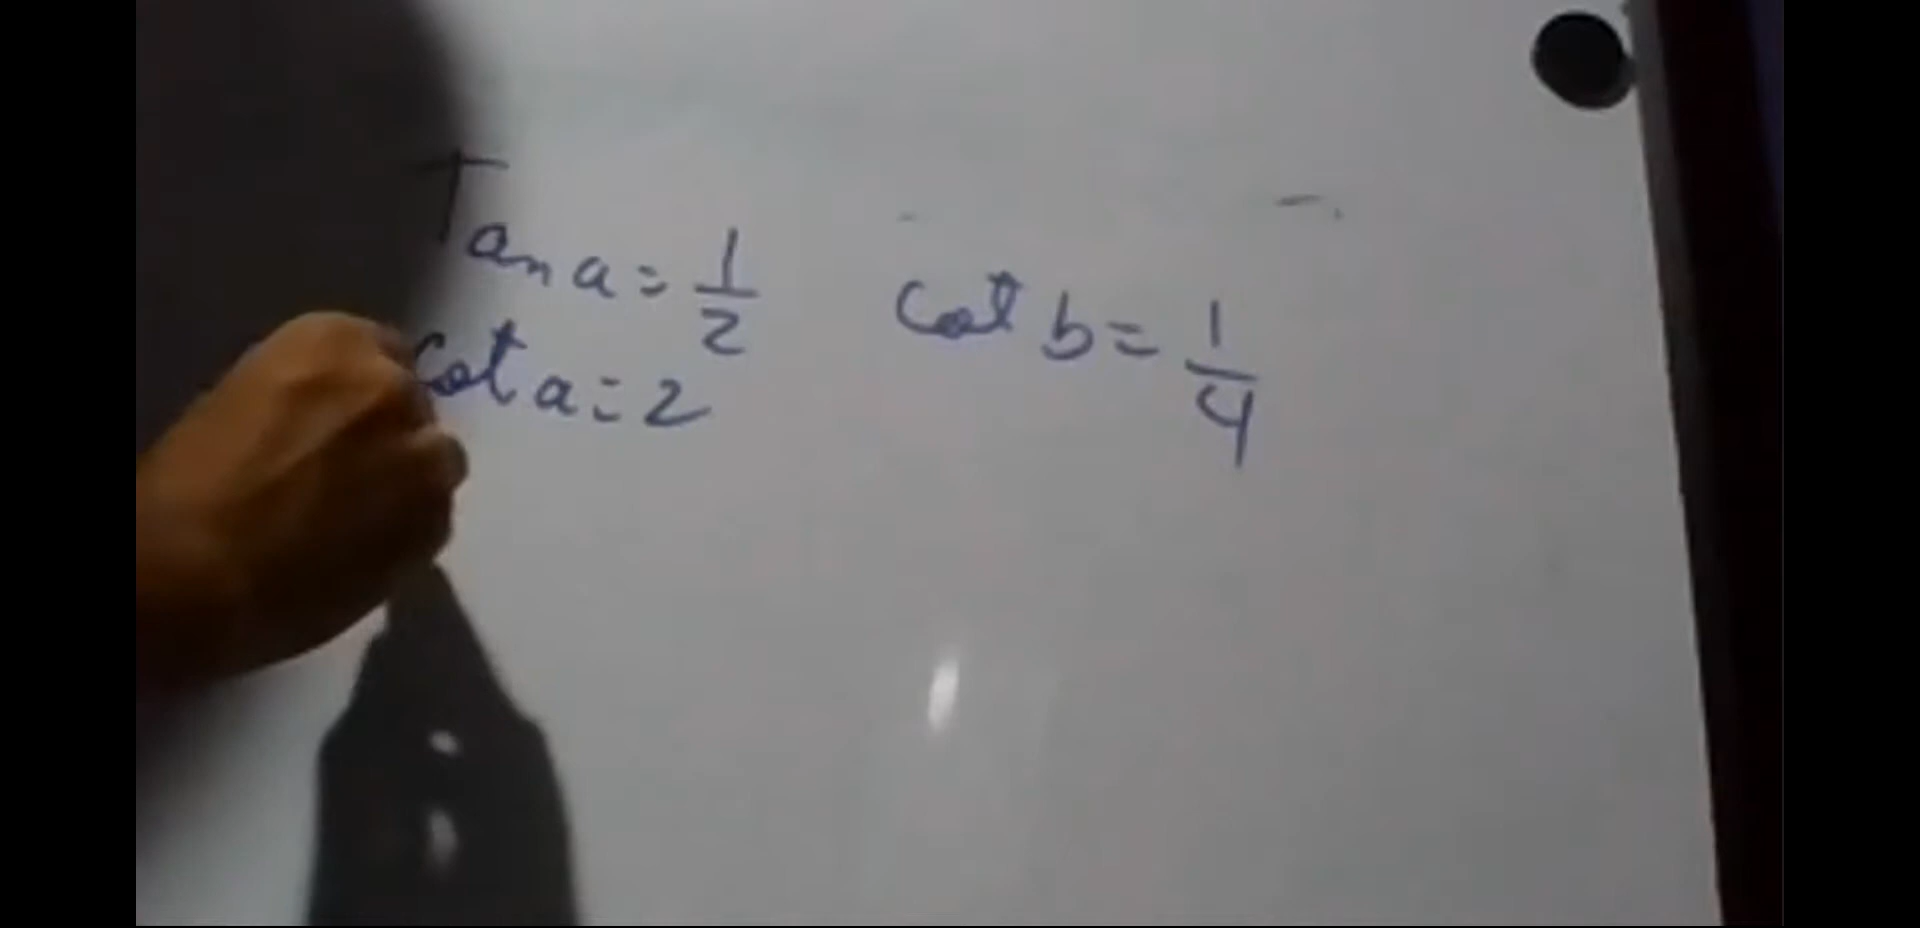 Tan a = 1/2
Cot a = 2
Cot b = 1/4